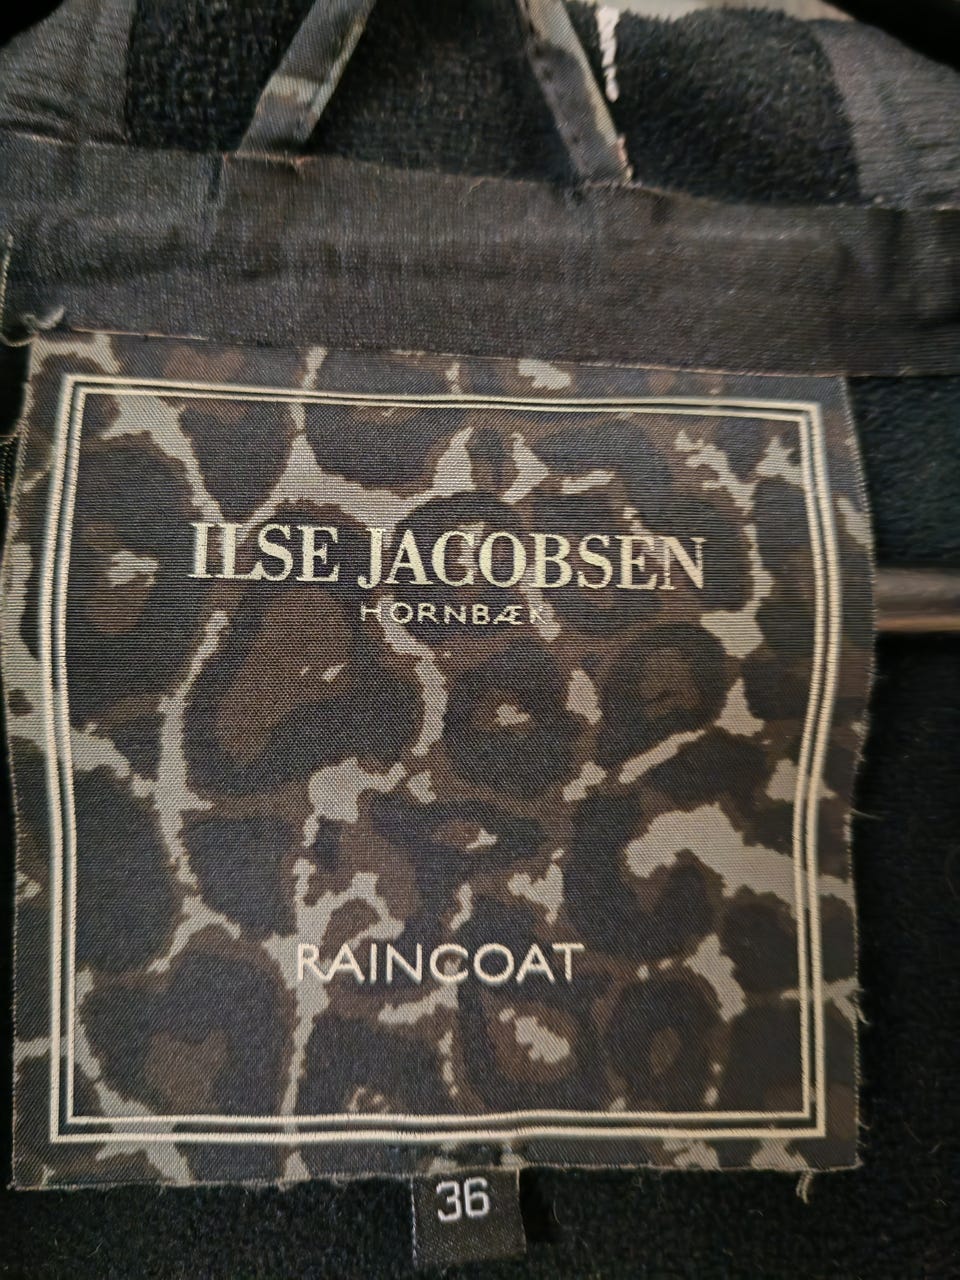 ILSE JACOBSEN
HORNBÆK
RAINCOAT
36